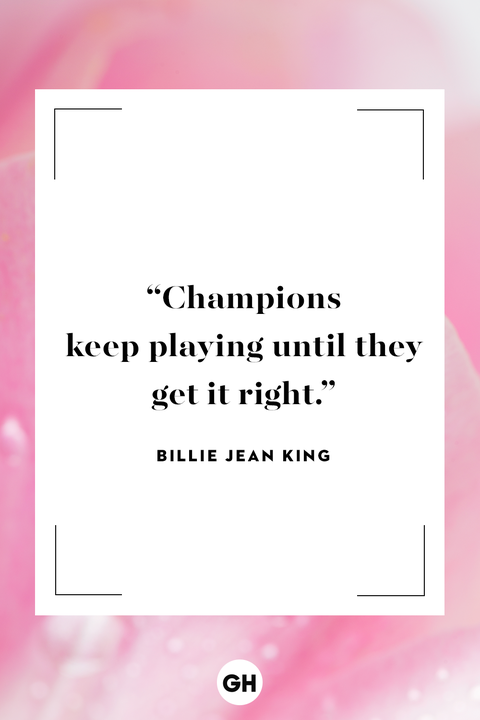 “Champions
keep playing until they
get it right.”
BILLIE JEAN KING
GH